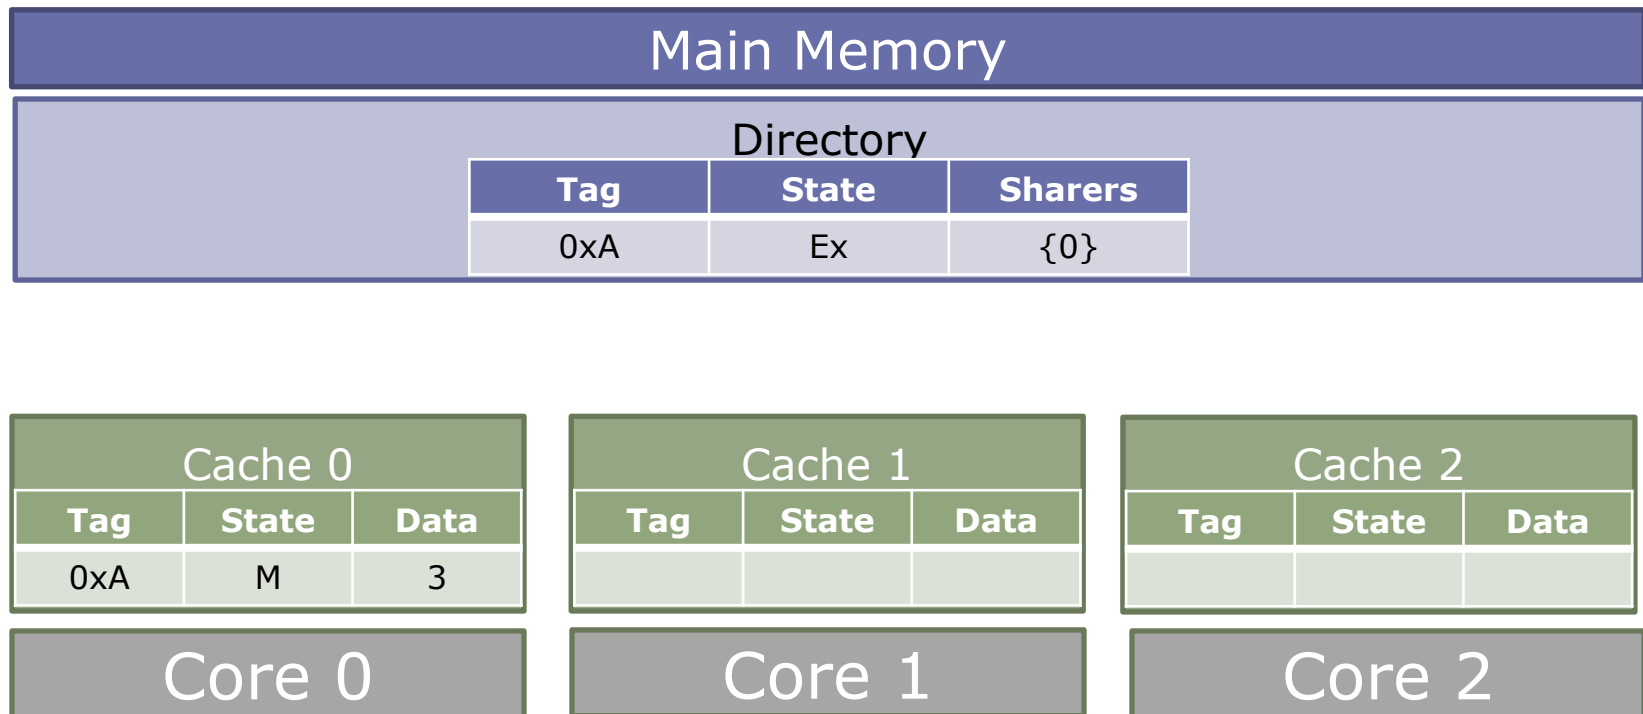 Main Memory
Directory
Tag State Sharers
0xA Ex {0}
Cache 0 Cache 1 Cache 2
Tag State Data Tag State Data Tag State Data
0xA M 3
Core 0 Core 1 Core 2